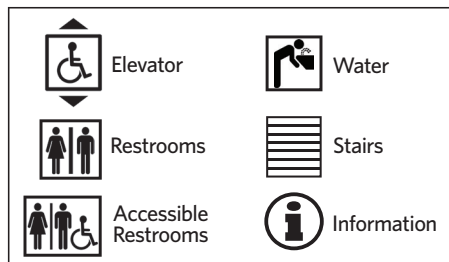 Elevator
Water
Restrooms
Stairs
Accessible
Restrooms
Information